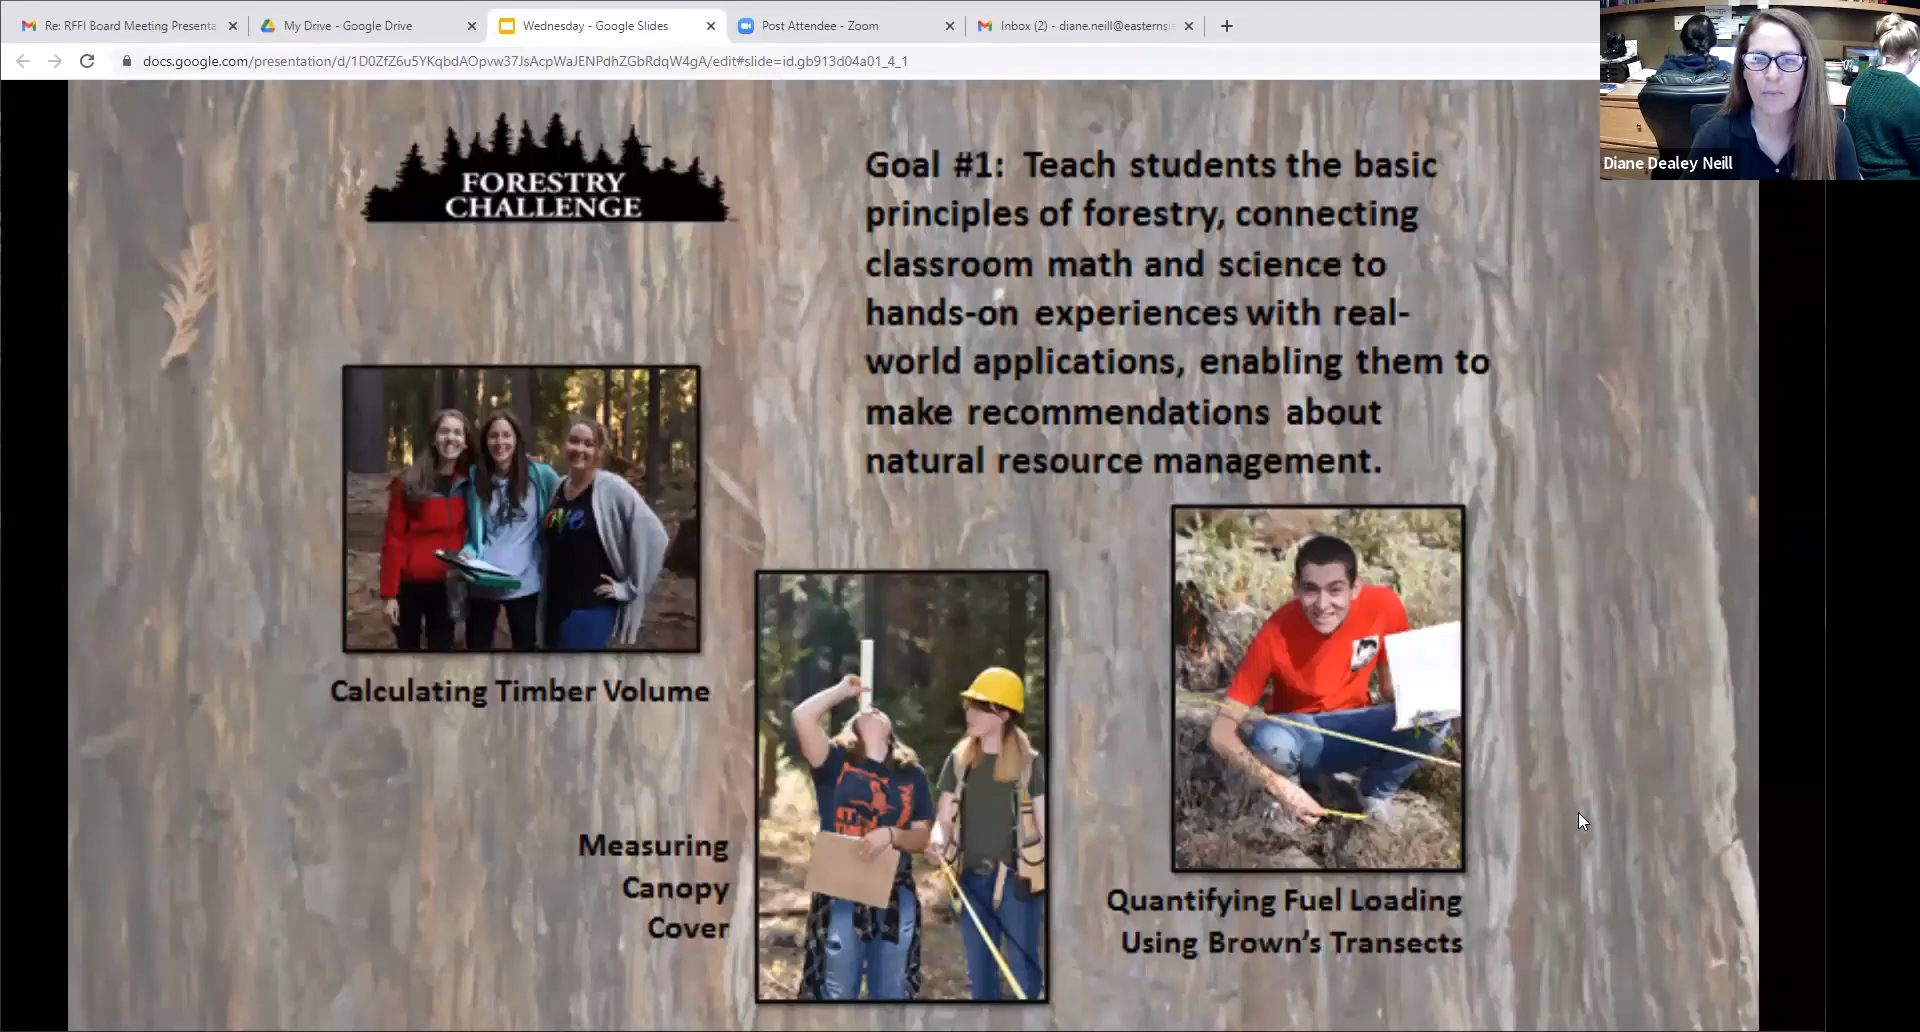 Re: RFFI Board Meeting Presenta
My Drive - Google Drive
Wednesday - Google Slides
Post Attendee - Zoom
Inbox (2) - diane.neill@easternsie
docs.google.com/presentation/d/1D0ZfZ6u5YKqbdAOpvw37JsAcpWaJENPdhZGbRdqW4gA/edit#slide=id.gb913d04a01_4_1
Diane Dealey Neill
FORESTRY
CHALLENGE
Goal #1: Teach students the basic
principles of forestry, connecting
classroom math and science to
hands-on experiences with real-
world applications, enabling them to
make recommendations about
natural resource management.
Calculating Timber Volume
Measuring
Canopy
Cover
Quantifying Fuel Loading
Using Brown's Transects